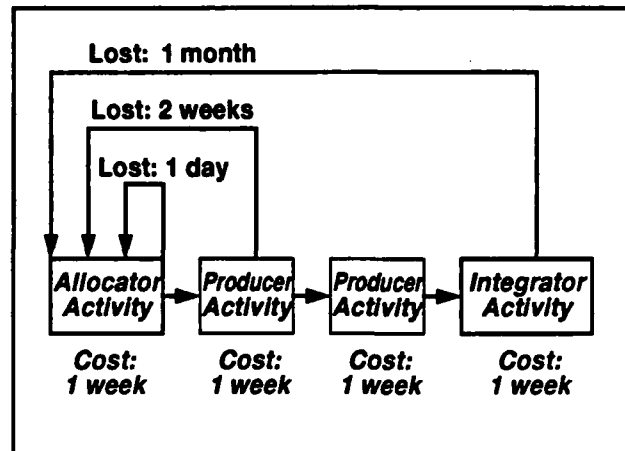 Lost: 1 month
Lost: 2 weeks
Lost: 1 day
Allocator Activity
Producer Activity
Producer Activity
Integrator Activity
Cost: 1 week
Cost: 1 week
Cost: 1 week
Cost: 1 week